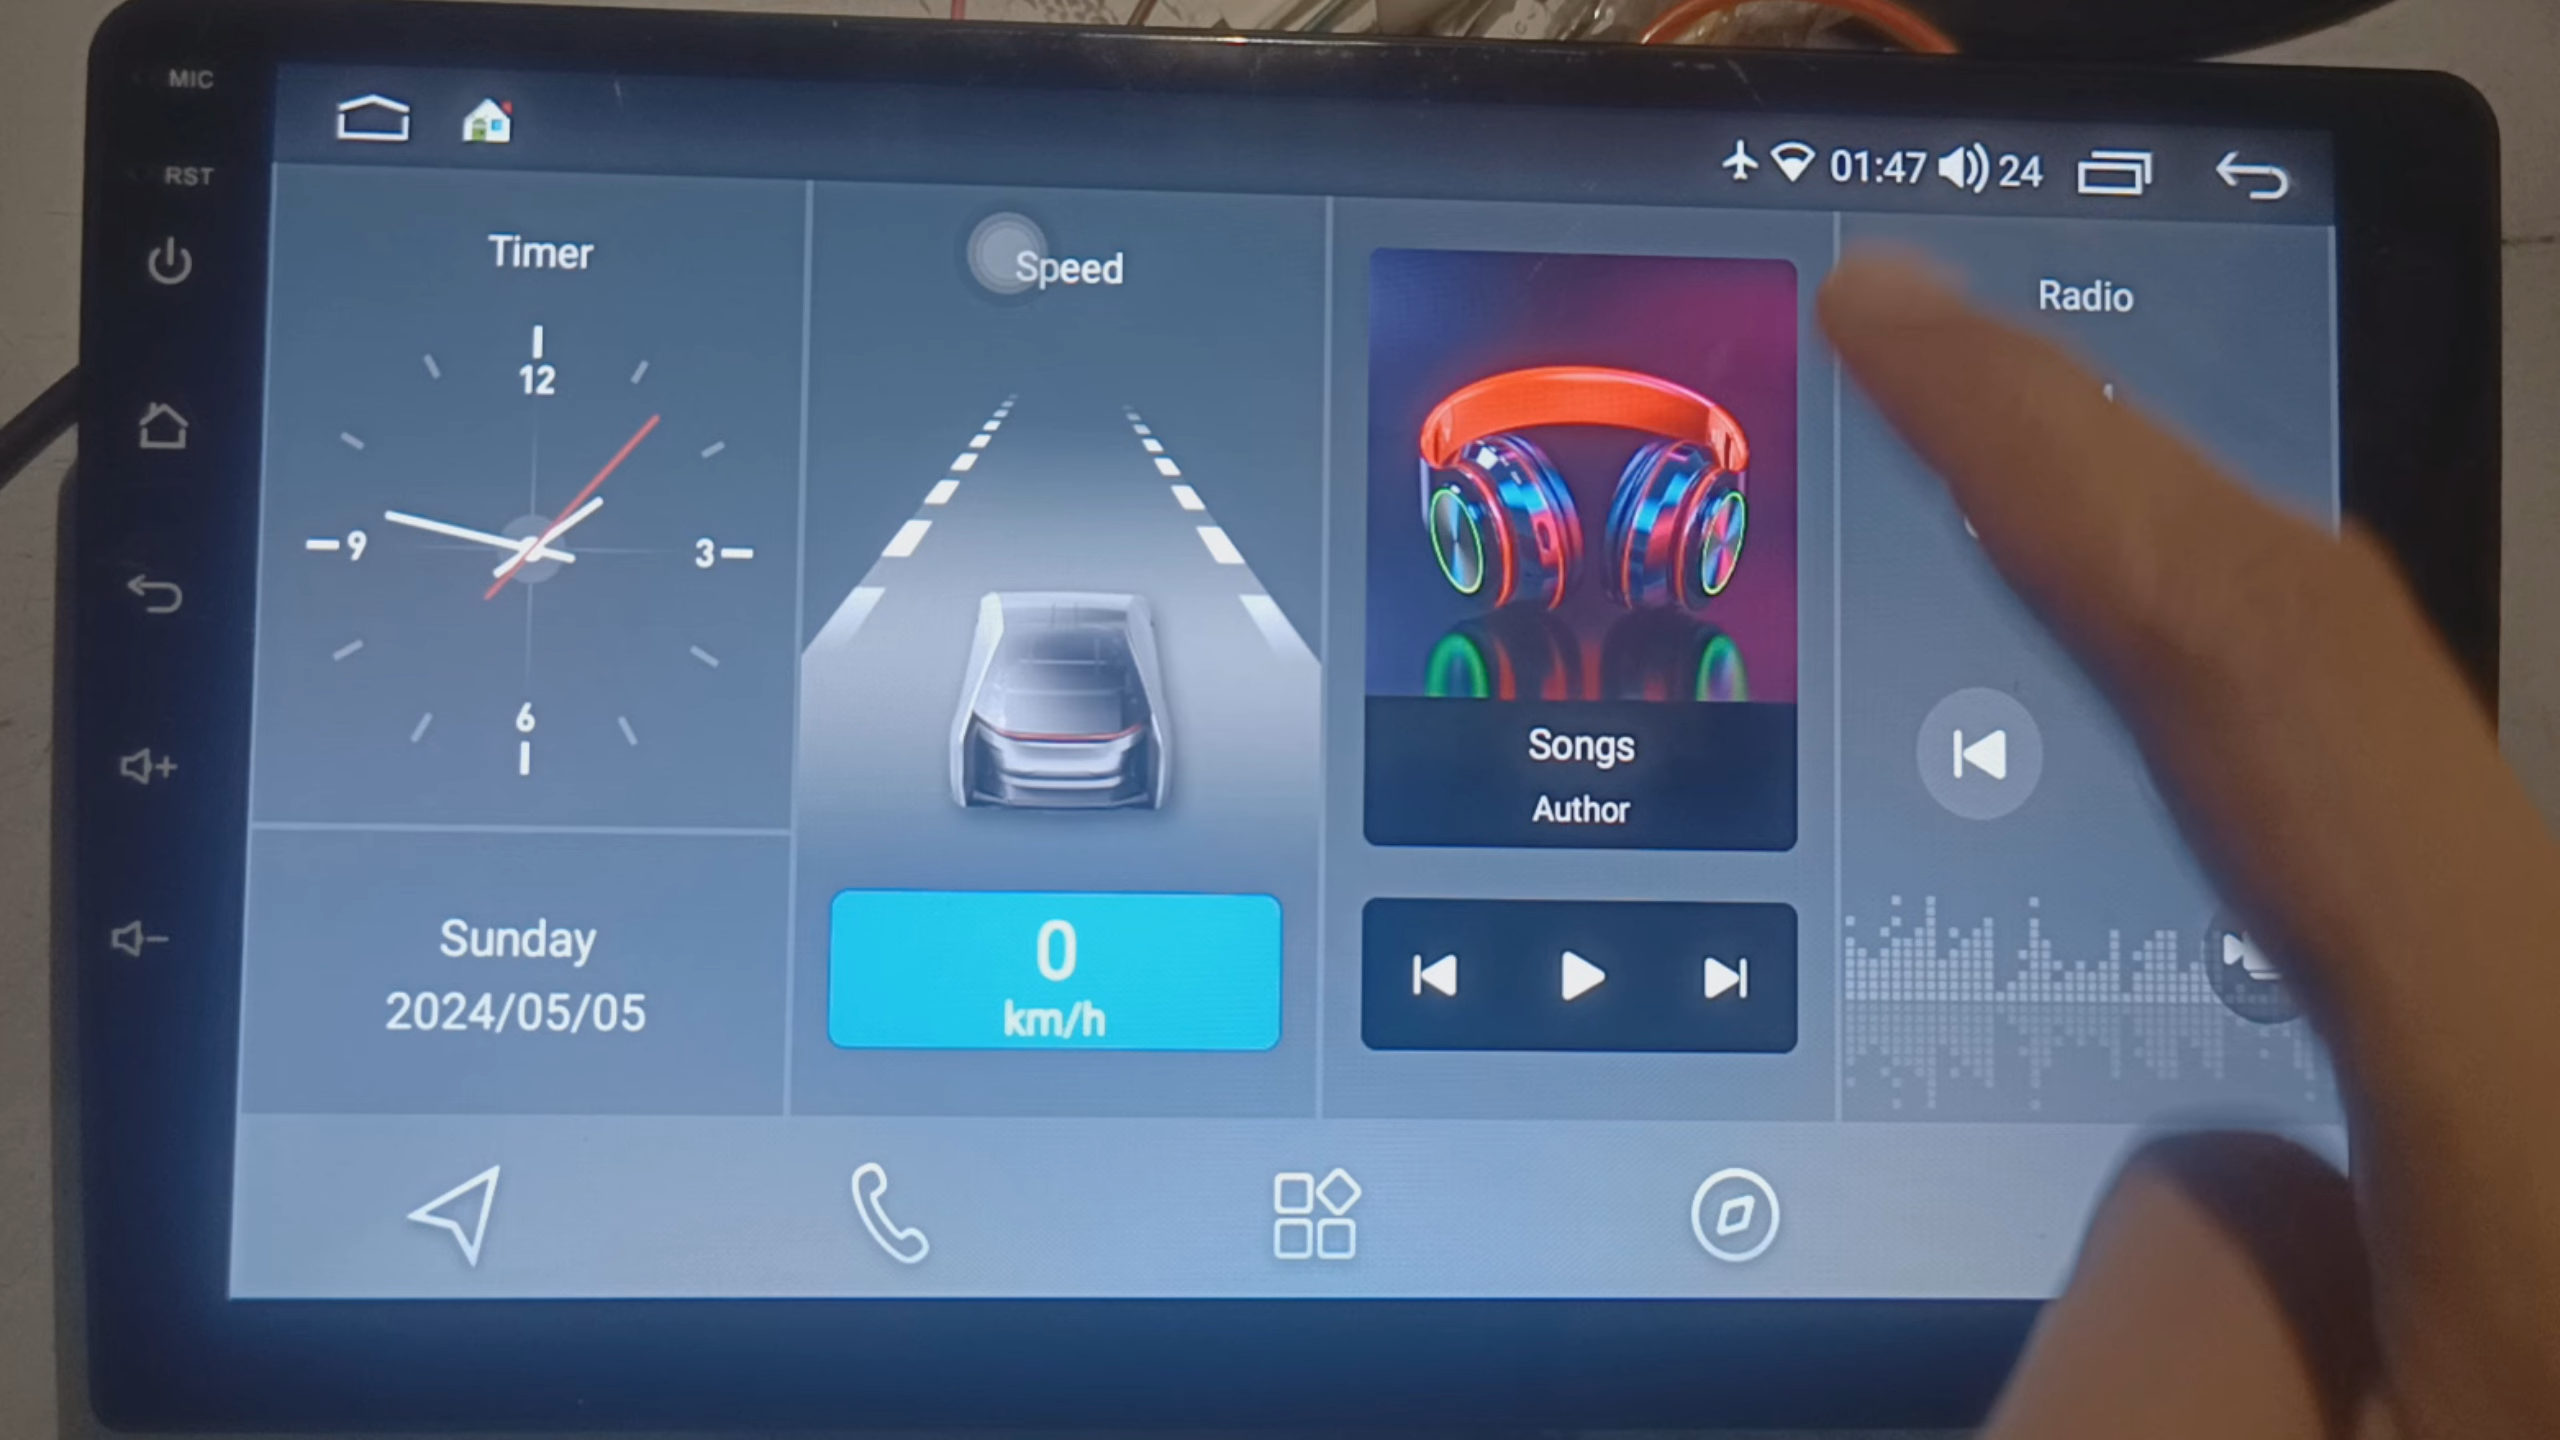 MIC
RST
01:47 24
Timer
Speed
Radio
12
9
3
6
Songs
Author
Sunday
2024/05/05
0
km/h